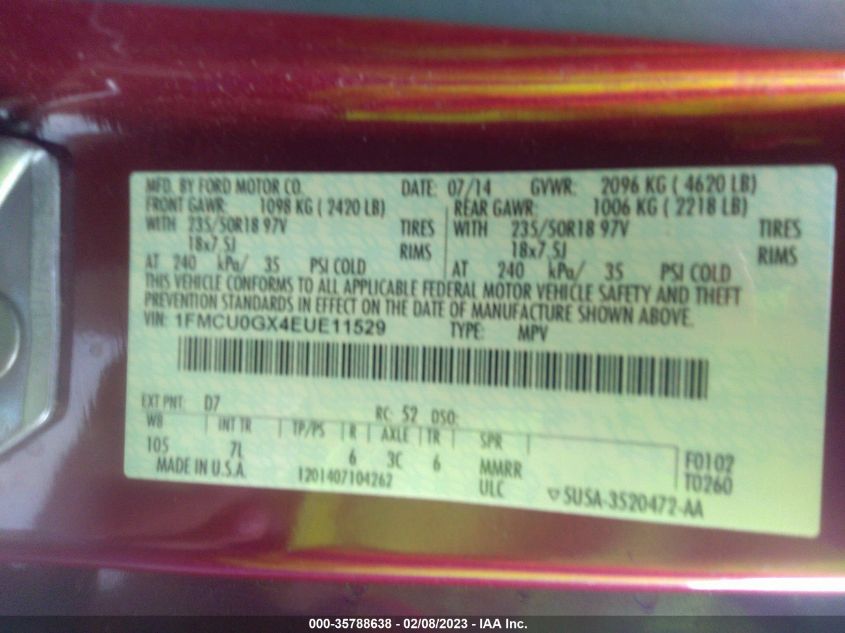 MFD. BY FORD MOTOR CO. DATE: 07/14 GVWR: 2096 KG ( 4620 LB)
FRONT GAWR: 1098 KG ( 2420 LB) REAR GAWR: 1006 KG ( 2218 LB)
WITH 235/50R18 97V TIRES WITH 235/50R18 97V TIRES
18x7.5J RIMS 18x7.5J RIMS
AT 240 kPa/ 35 PSI COLD AT 240 kPa/ 35 PSI COLD
THIS VEHICLE CONFORMS TO ALL APPLICABLE FEDERAL MOTOR VEHICLE SAFETY AND THEFT
PREVENTION STANDARDS IN EFFECT ON THE DATE OF MANUFACTURE SHOWN ABOVE.
VIN: 1FMCU0GX4EUE11529 TYPE: MPV
EXT PNT: D7 RC: 52 DSO:
WB INT TR TP/PS R AXLE TR SPR
105 7L 6 3C 6 MMRR F0102
MADE IN U.S.A. 1201407104262 ULC T0260
▽SUSA-3520472-AA
000-35788638 - 02/08/2023 - IAA Inc.